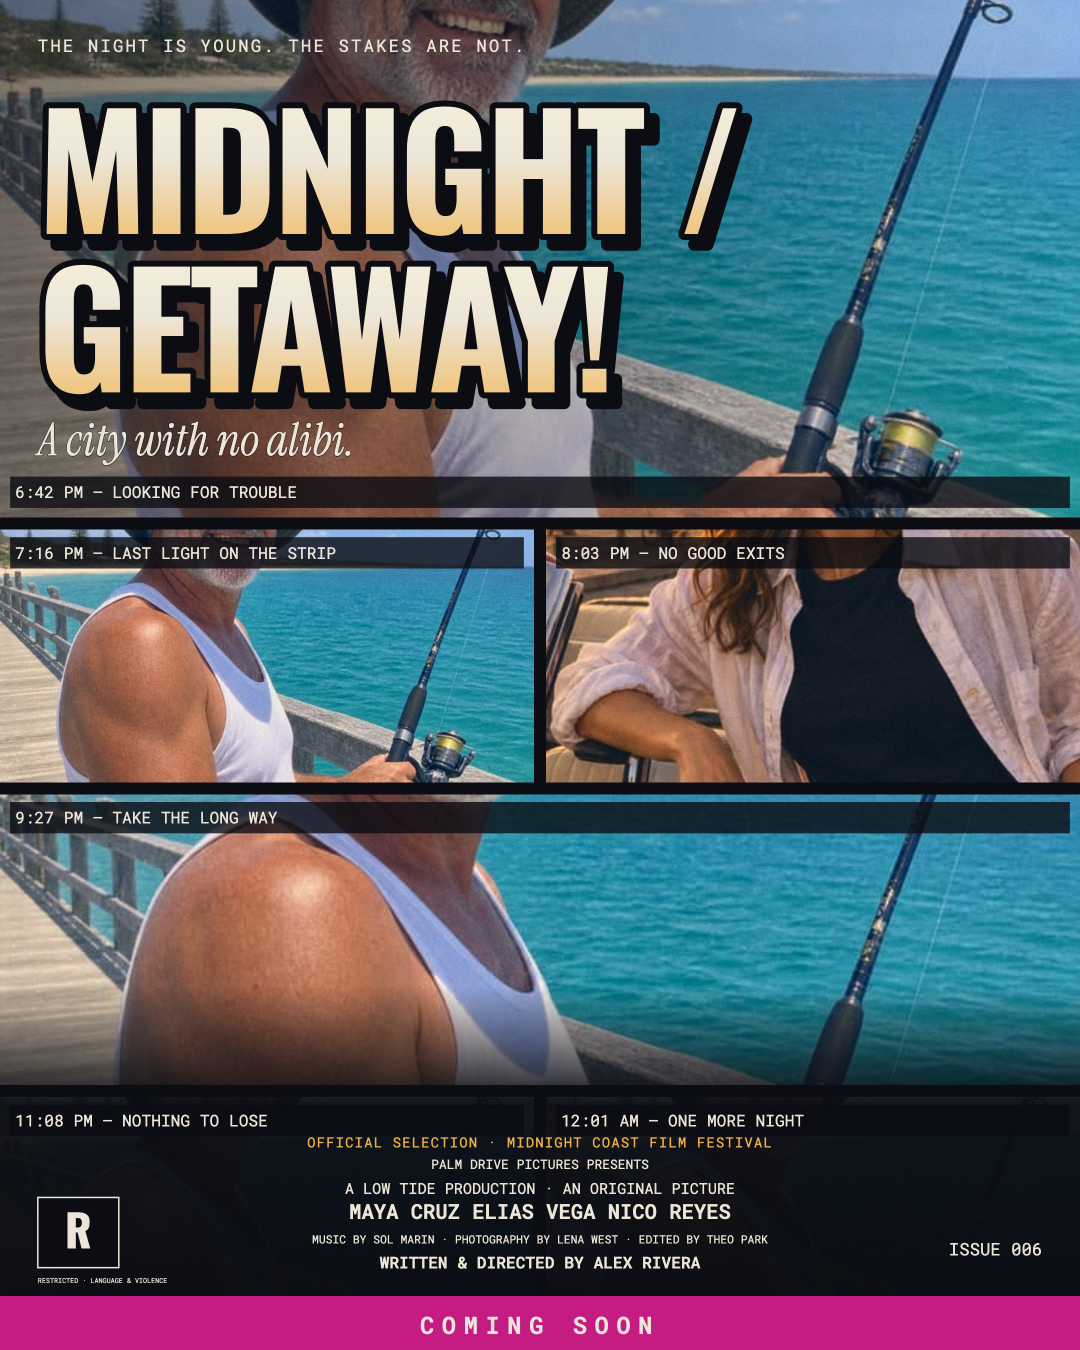 THE NIGHT IS YOUNG. THE STAKES ARE NOT.
MIDNIGHT /
GETAWAY!
A city with no alibi.
6:42 PM — LOOKING FOR TROUBLE
7:16 PM — LAST LIGHT ON THE STRIP
8:03 PM — NO GOOD EXITS
9:27 PM — TAKE THE LONG WAY
11:08 PM — NOTHING TO LOSE
12:01 AM — ONE MORE NIGHT
OFFICIAL SELECTION · MIDNIGHT COAST FILM FESTIVAL
PALM DRIVE PICTURES PRESENTS
A LOW TIDE PRODUCTION · AN ORIGINAL PICTURE
MAYA CRUZ ELIAS VEGA NICO REYES
MUSIC BY SOL MARIN · PHOTOGRAPHY BY LENA WEST · EDITED BY THEO PARK
WRITTEN & DIRECTED BY ALEX RIVERA
R
RESTRICTED · LANGUAGE & VIOLENCE
ISSUE 006
COMING SOON